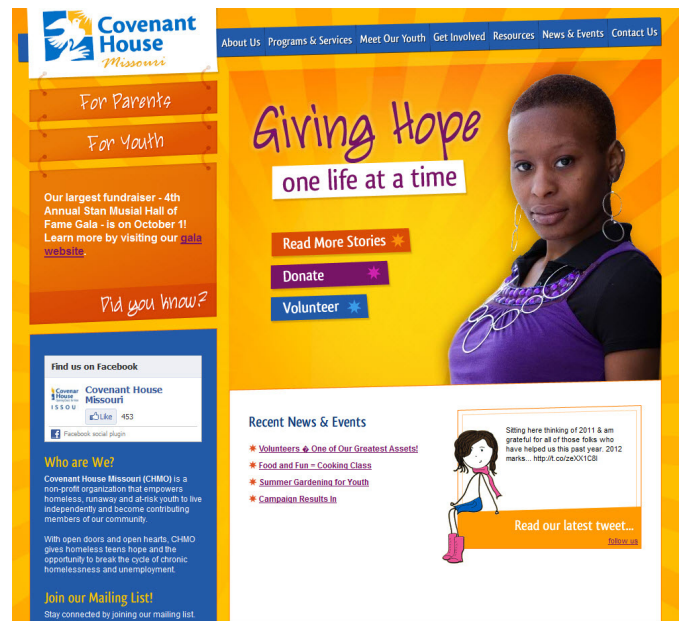 Covenant
House
Missouri
About Us Programs & Services Meet Our Youth Get Involved Resources News & Events Contact Us
For Parents
For Youth
Our largest fundraiser - 4th
Annual Stan Musial Hall of
Fame Gala - is on October 1!
Learn more by visiting our gala
website.
Did you know?
Giving Hope
one life at a time
Read More Stories
Donate
Volunteer
Find us on Facebook
Covenant House
Missouri
Like 453
Facebook social plugin
Who are We?
Covenant House Missouri (CHMO) is a
non-profit organization that empowers
homeless, runaway and at-risk youth to live
independently and become contributing
members of our community.
With open doors and open hearts, CHMO
gives homeless teens hope and the
opportunity to break the cycle of chronic
homelessness and unemployment.
Join our Mailing List!
Stay connected by joining our mailing list.
Recent News & Events
Volunteers � One of Our Greatest Assets!
Food and Fun = Cooking Class
Summer Gardening for Youth
Campaign Results In
Sitting here thinking of 2011 & am
grateful for all of those folks who
have helped us this past year. 2012
marks... http://t.co/zeXX1C8I
Read our latest tweet...
follow us